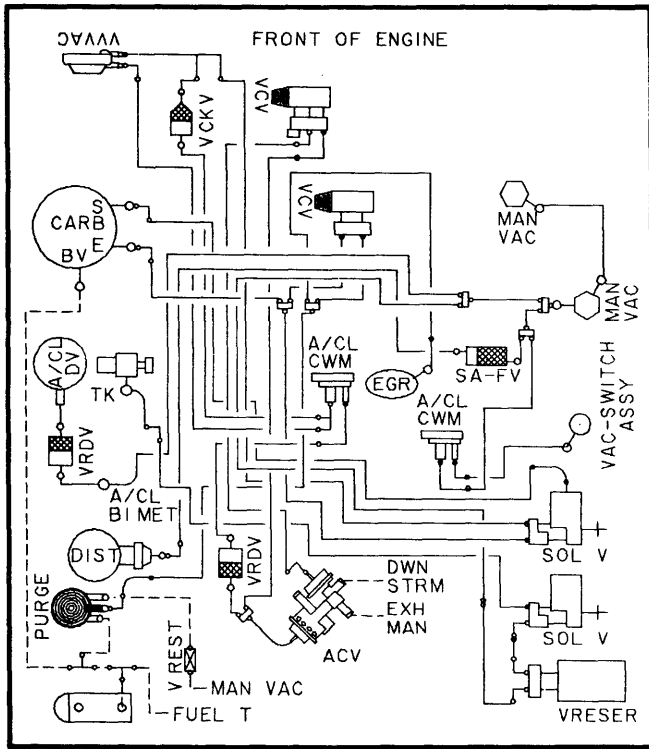 FRONT OF ENGINE
VVVAC
VCKV
VCV
VCV
CARB
S
E
BV
MAN
VAC
MAN
VAC
A/CL
DV
TK
A/CL
CWM
EGR
SA-FV
A/CL
CWM
VAC-SWITCH
ASSY
VRDV
A/CL
BIMET
DIST
VRDV
DWN
STRM
EXH
MAN
ACV
SOL V
SOL V
PURGE
V REST
MAN VAC
FUEL T
VRESER